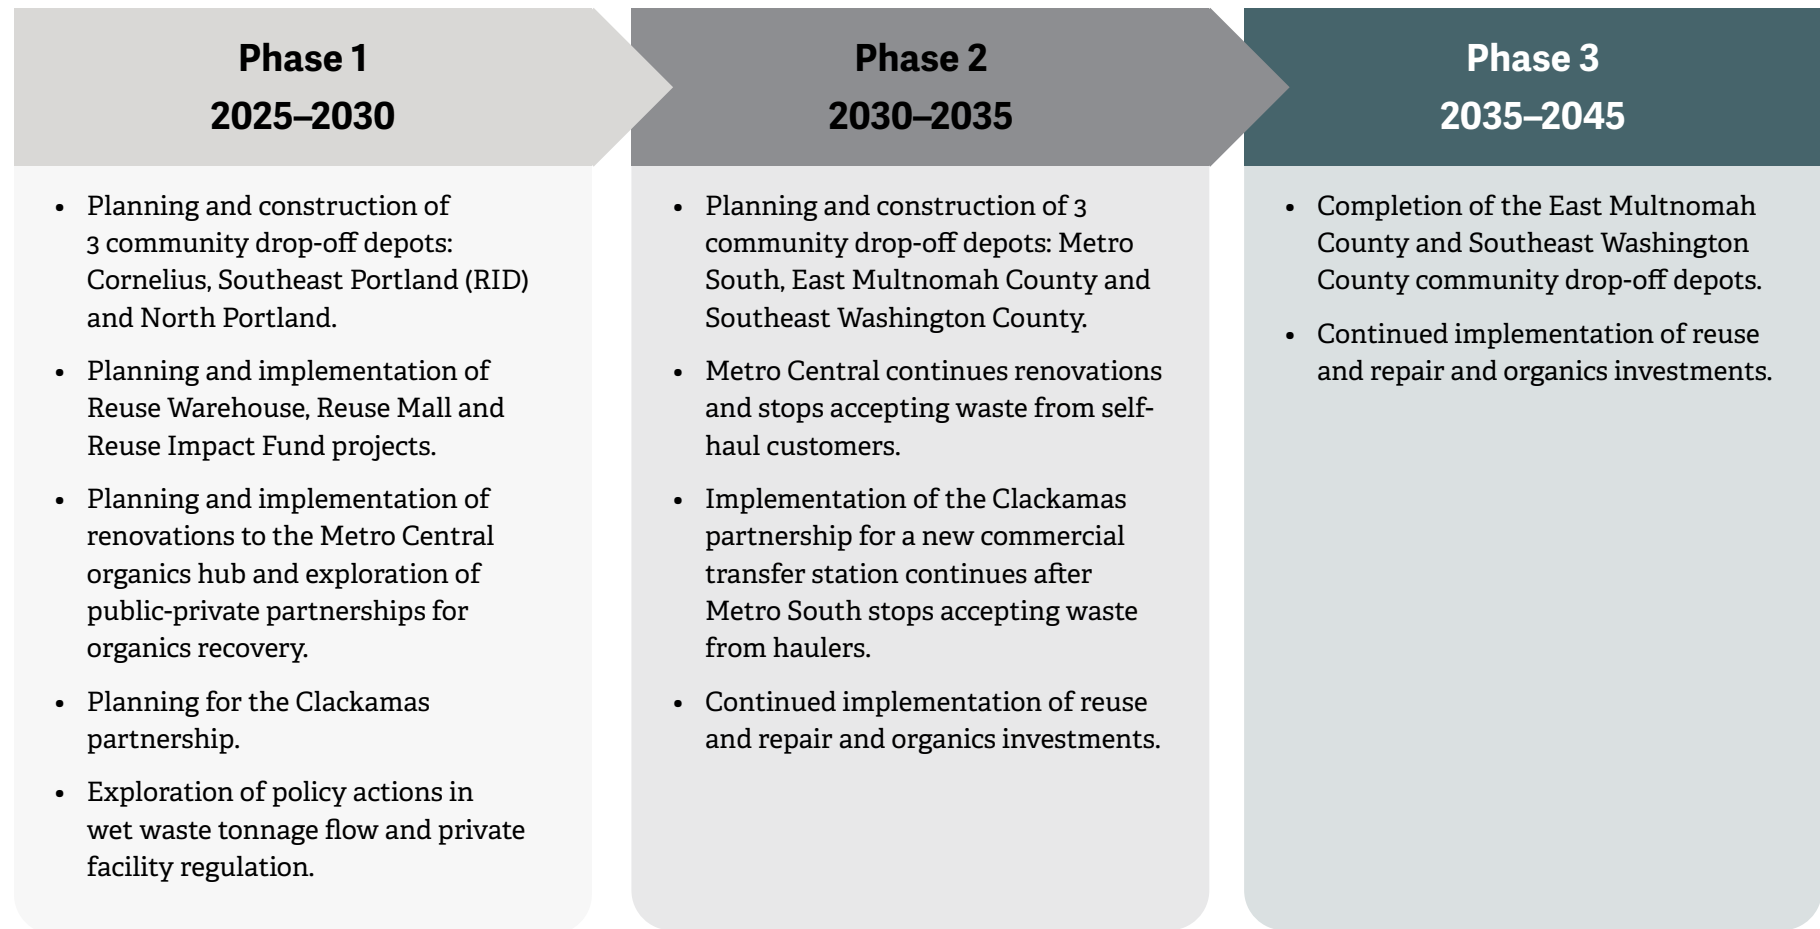 Phase 1
2025–2030
• Planning and construction of
3 community drop-off depots:
Cornelius, Southeast Portland (RID)
and North Portland.
• Planning and implementation of
Reuse Warehouse, Reuse Mall and
Reuse Impact Fund projects.
• Planning and implementation of
renovations to the Metro Central
organics hub and exploration of
public-private partnerships for
organics recovery.
• Planning for the Clackamas
partnership.
• Exploration of policy actions in
wet waste tonnage flow and private
facility regulation.
Phase 2
2030–2035
• Planning and construction of 3
community drop-off depots: Metro
South, East Multnomah County and
Southeast Washington County.
• Metro Central continues renovations
and stops accepting waste from self-
haul customers.
• Implementation of the Clackamas
partnership for a new commercial
transfer station continues after
Metro South stops accepting waste
from haulers.
• Continued implementation of reuse
and repair and organics investments.
Phase 3
2035–2045
• Completion of the East Multnomah
County and Southeast Washington
County community drop-off depots.
• Continued implementation of reuse
and repair and organics investments.